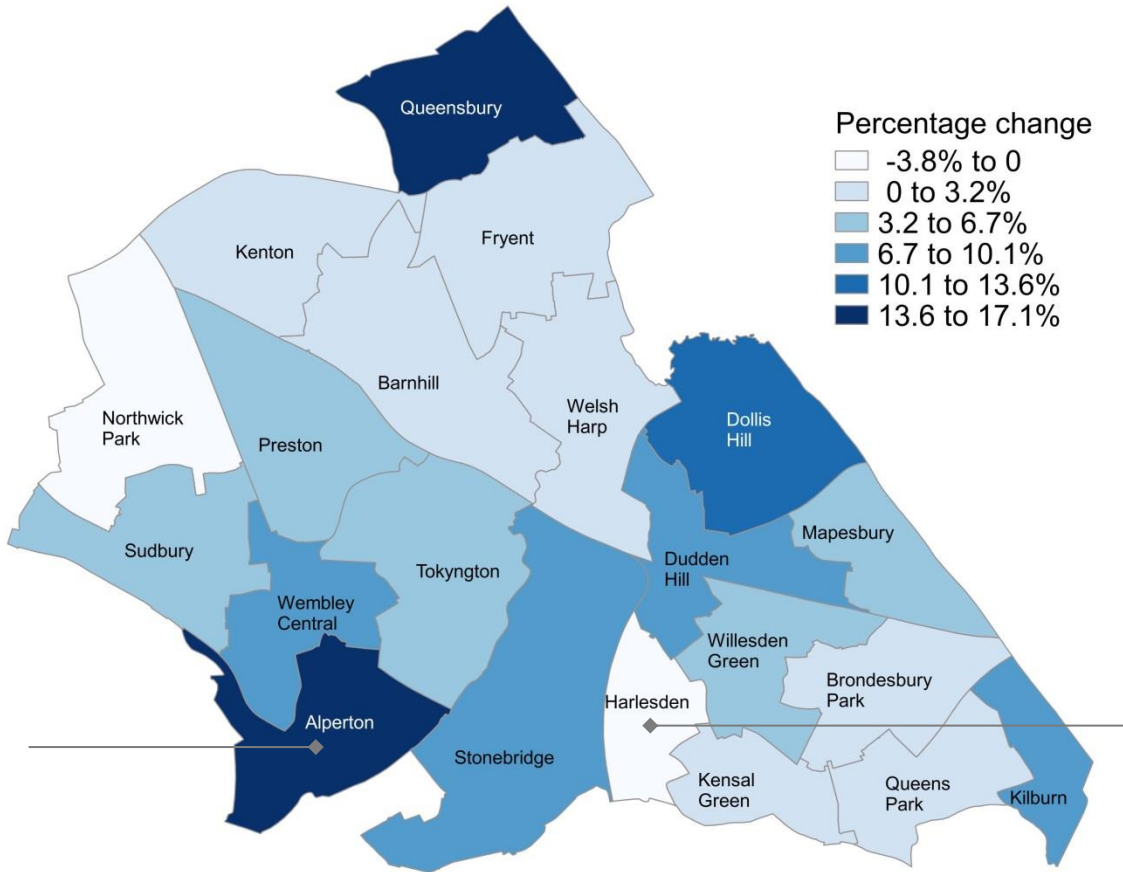 Queensbury
Percentage change
-3.8% to 0
0 to 3.2%
3.2 to 6.7%
6.7 to 10.1%
10.1 to 13.6%
13.6 to 17.1%
Kenton
Fryent
Barnhill
Northwick
Park
Preston
Welsh
Harp
Dollis
Hill
Sudbury
Tokyngton
Mapesbury
Dudden
Hill
Wembley
Central
Willesden
Green
Brondesbury
Park
Harlesden
Alperton
Stonebridge
Kensal
Green
Queens
Park
Kilburn